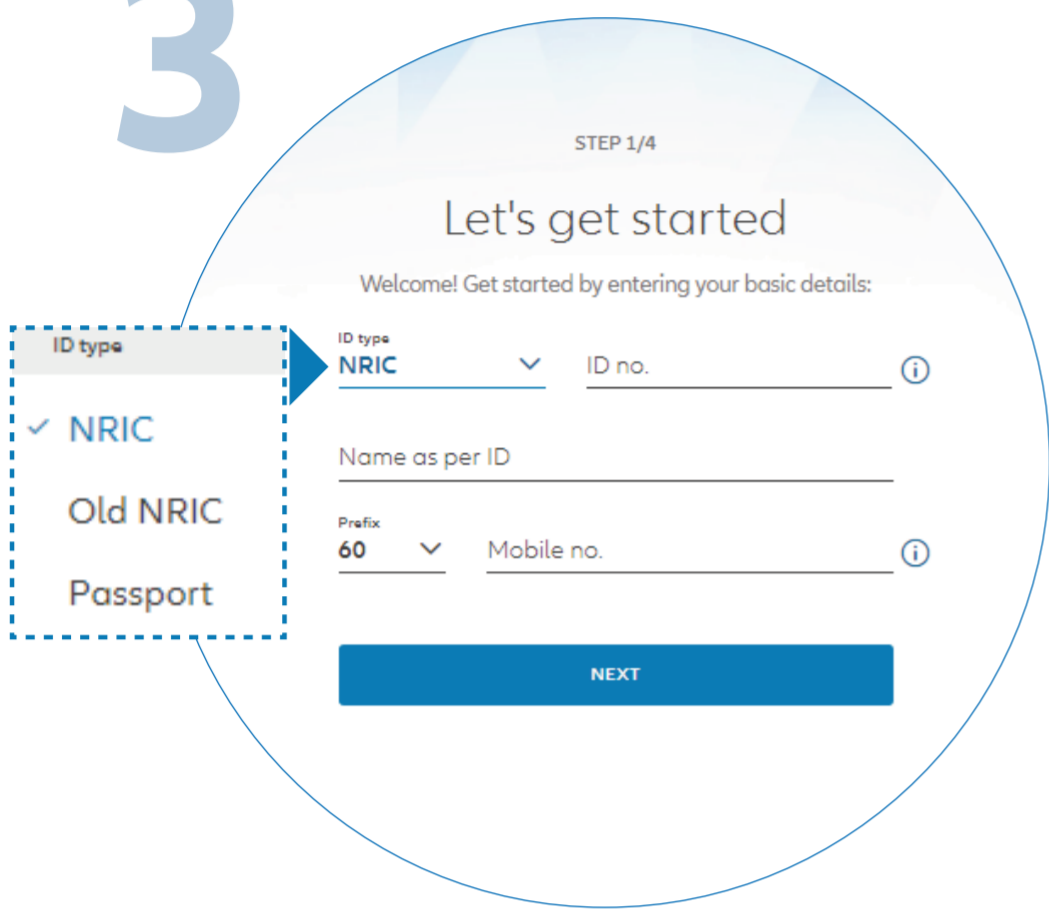 3
STEP 1/4
Let's get started
Welcome! Get started by entering your basic details:
ID type
NRIC
Old NRIC
Passport
ID type
NRIC ID no.
Name as per ID
Prefix
60 Mobile no.
NEXT